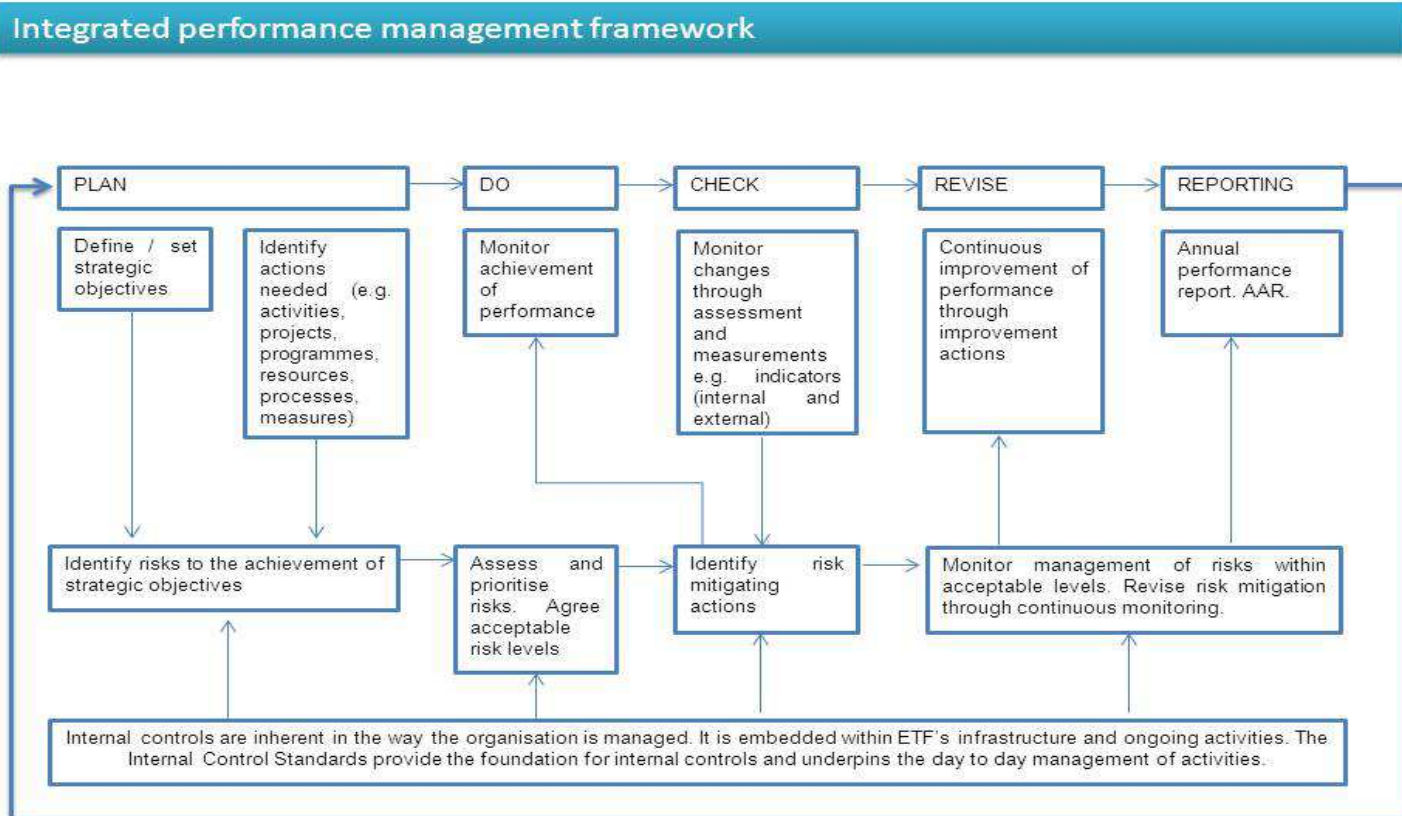 Integrated performance management framework
PLAN
DO
CHECK
REVISE
REPORTING
Define / set
strategic
objectives
Identify
actions
needed (e.g.
activities,
projects,
programmes,
resources,
processes,
measures)
Monitor
achievement
of
performance
Monitor
changes
through
assessment
and
measurements
e.g. indicators
(internal and
external)
Continuous
improvement of
performance
through
improvement
actions
Annual
performance
report. AAR.
Identify risks to the achievement of
strategic objectives
Assess and
prioritise
risks. Agree
acceptable
risk levels
Identify risk
mitigating
actions
Monitor management of risks within
acceptable levels. Revise risk mitigation
through continuous monitoring.
Internal controls are inherent in the way the organisation is managed. It is embedded within ETF's infrastructure and ongoing activities. The
Internal Control Standards provide the foundation for internal controls and underpins the day to day management of activities.